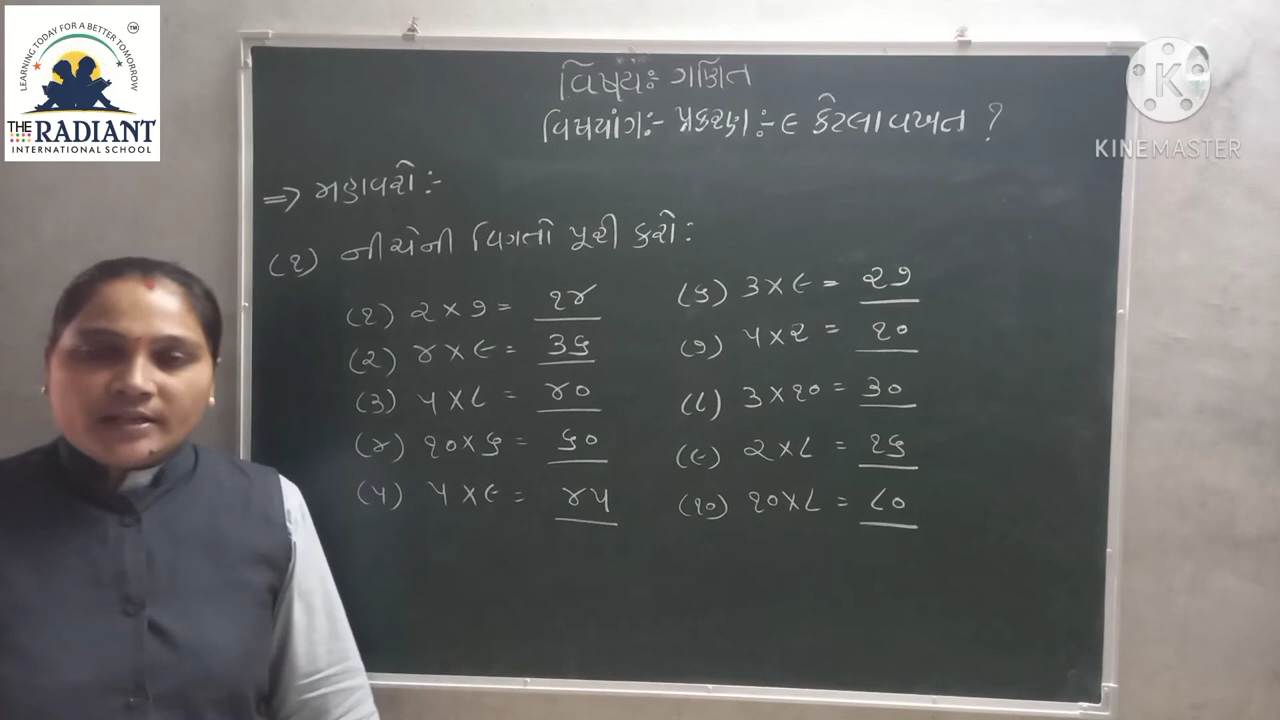 LEARNING TODAY FOR A BETTER TOMORROW
TM
THE RADIANT
INTERNATIONAL SCHOOL
K
KINEMASTER
વિષય:- ગણિત
વિષયાંગ:- પ્રકરણ:-૯ કેટલા વખત ?
=> મહાવરો:-
(૧) નીચેની વિગતો પૂરી કરો:
(૧) ૨ × ૭ = ૧૪
(૨) ૪ × ૯ = ૩૬
(૩) ૫ × ૮ = ૪૦
(૪) ૧૦ × ૬ = ૬૦
(૫) ૫ × ૯ = ૪૫
(૬) ૩ × ૯ = ૨૭
(૭) ૫ × ૨ = ૧૦
(૮) ૩ × ૧૦ = ૩૦
(૯) ૨ × ૮ = ૧૬
(૧૦) ૧૦ × ૮ = ૮૦